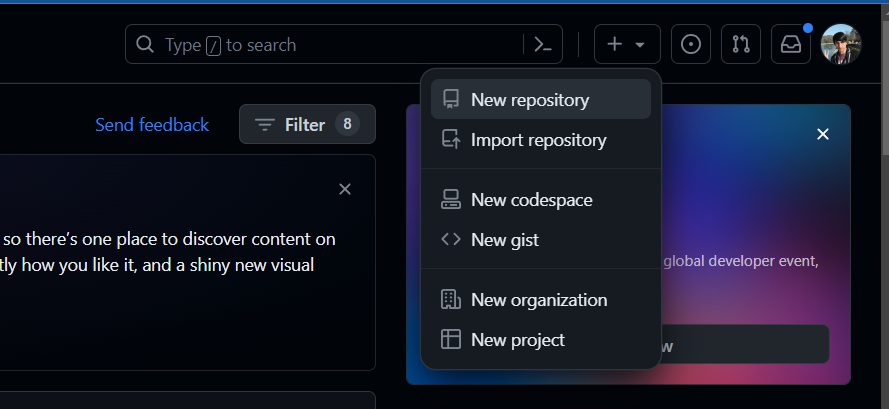 Type / to search
Send feedback
Filter 8
New repository
Import repository
New codespace
New gist
New organization
New project
so there's one place to discover content on
tly how you like it, and a shiny new visual
global developer event,
w